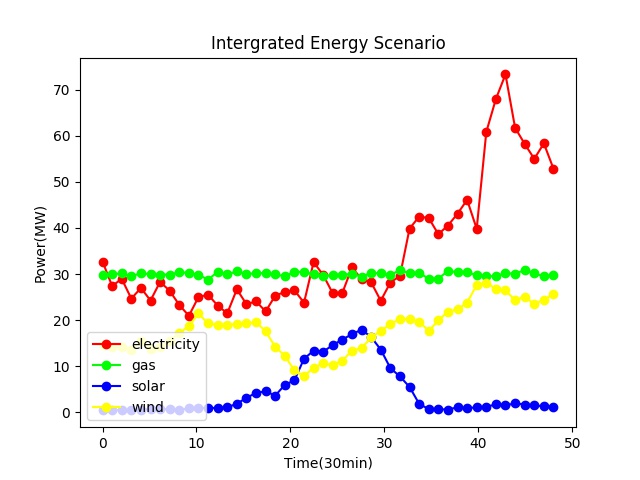 Intergrated Energy Scenario
Power(MW)
70
60
50
40
30
20
10
0
electricity
gas
solar
wind
0 10 20 30 40 50
Time(30min)